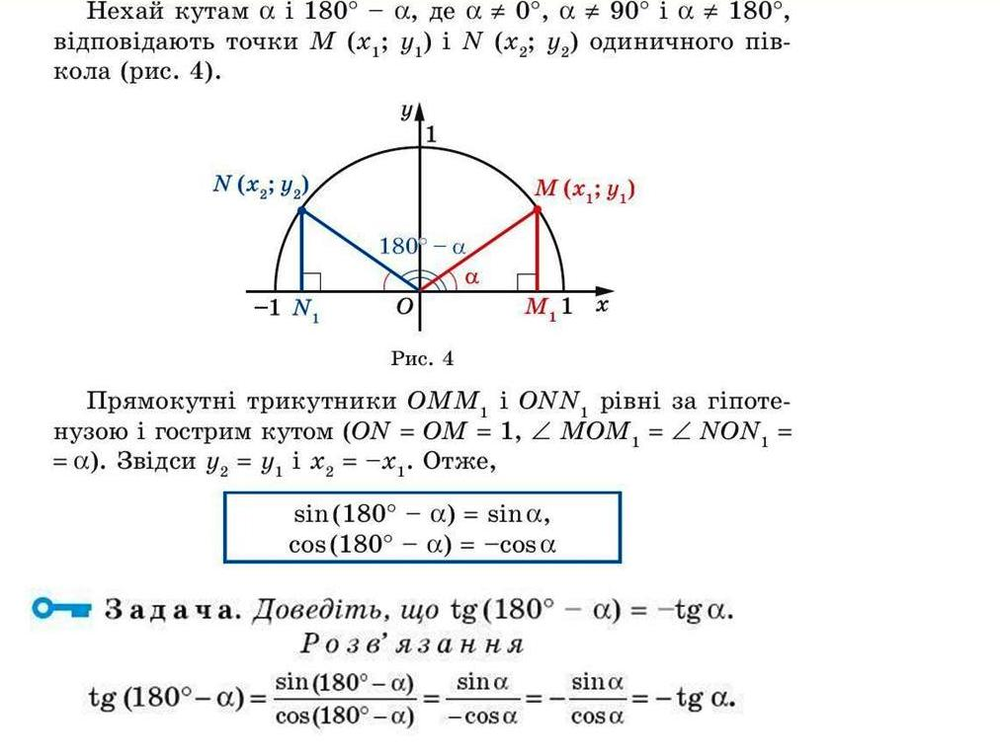 Нехай кутам α і 180° − α, де α ≠ 0°, α ≠ 90° і α ≠ 180°,
відповідають точки M (x₁; y₁) і N (x₂; y₂) одиничного пів-
кола (рис. 4).
y
1
N (x₂; y₂)
M (x₁; y₁)
180° − α
α
−1 N₁ O M₁ 1 x
Рис. 4
Прямокутні трикутники OMM₁ і ONN₁ рівні за гіпоте-
нузою і гострим кутом (ON = OM = 1, ∠ MOM₁ = ∠ NON₁ =
= α). Звідси y₂ = y₁ і x₂ = −x₁. Отже,
sin (180° − α) = sin α,
cos (180° − α) = −cos α
Задача. Доведіть, що tg (180° − α) = −tg α.
Розв’язання
tg (180° − α) = sin (180° − α) / cos (180° − α) = sin α / −cos α = − sin α / cos α = − tg α.